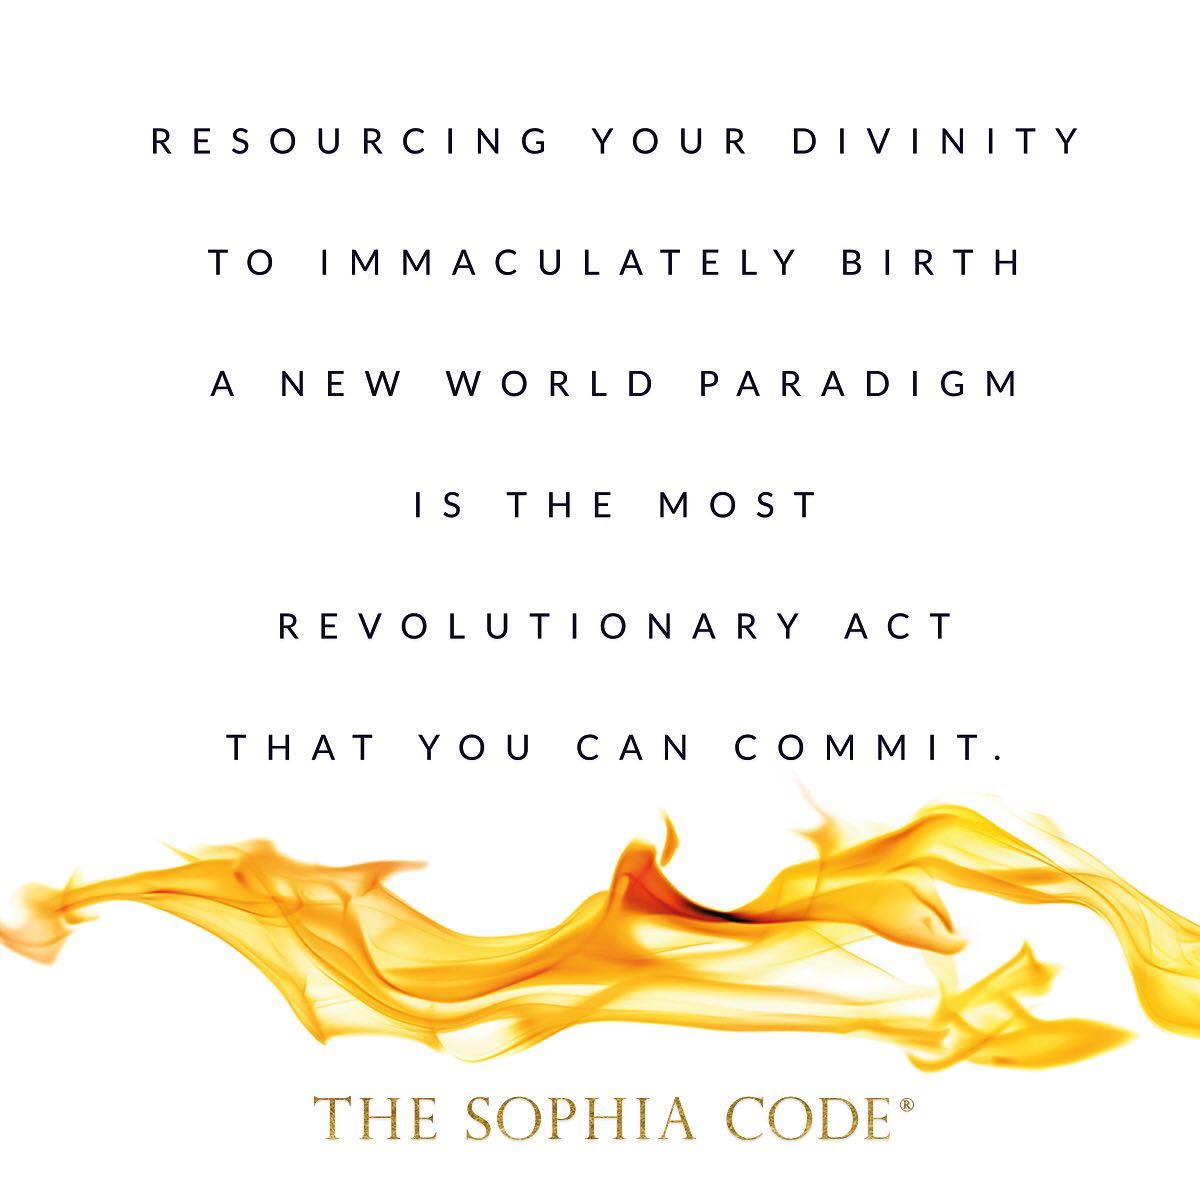 RESOURCING YOUR DIVINITY
TO IMMACULATELY BIRTH
A NEW WORLD PARADIGM
IS THE MOST
REVOLUTIONARY ACT
THAT YOU CAN COMMIT.
THE SOPHIA CODE®